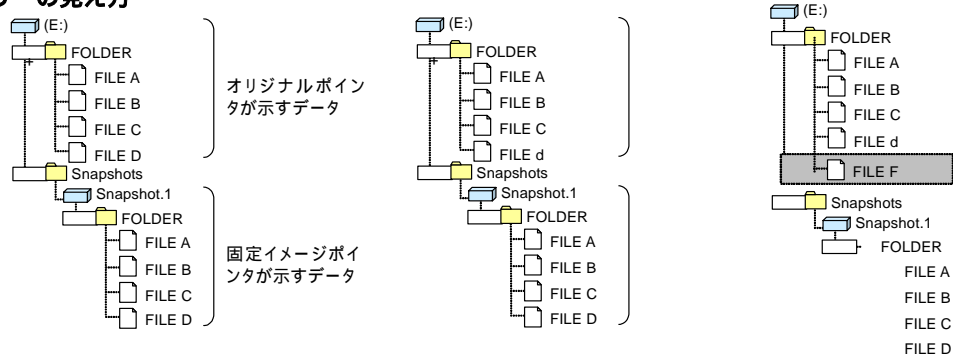 の見え方
(E:)
FOLDER
FILE A
FILE B
FILE C
FILE D
Snapshots
Snapshot.1
FOLDER
FILE A
FILE B
FILE C
FILE D
オリジナルポイン
タが示すデータ
固定イメージポイ
ンタが示すデータ
(E:)
FOLDER
FILE A
FILE B
FILE C
FILE d
Snapshots
Snapshot.1
FOLDER
FILE A
FILE B
FILE C
FILE D
(E:)
FOLDER
FILE A
FILE B
FILE C
FILE d
FILE F
Snapshots
Snapshot.1
FOLDER
FILE A
FILE B
FILE C
FILE D